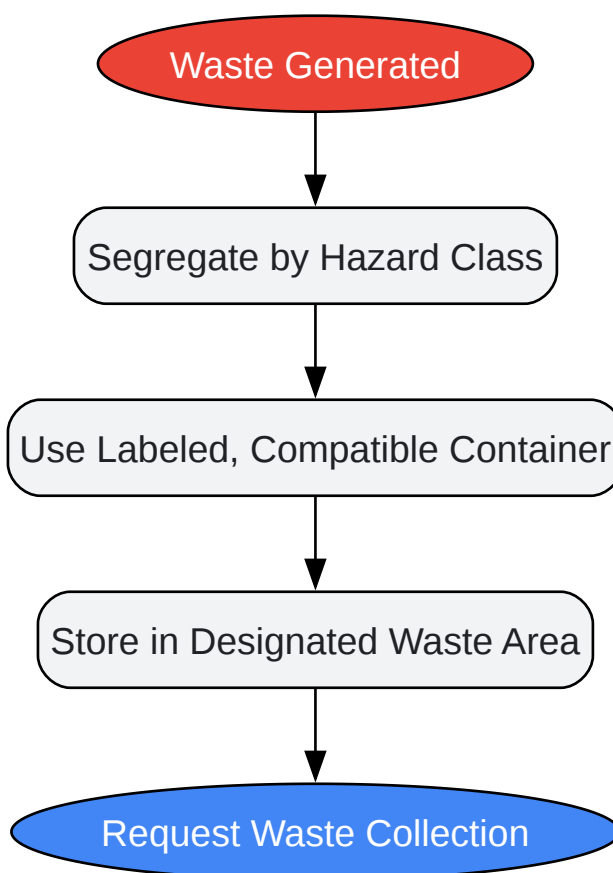 Waste Generated
Segregate by Hazard Class
Use Labeled, Compatible Container
Store in Designated Waste Area
Request Waste Collection